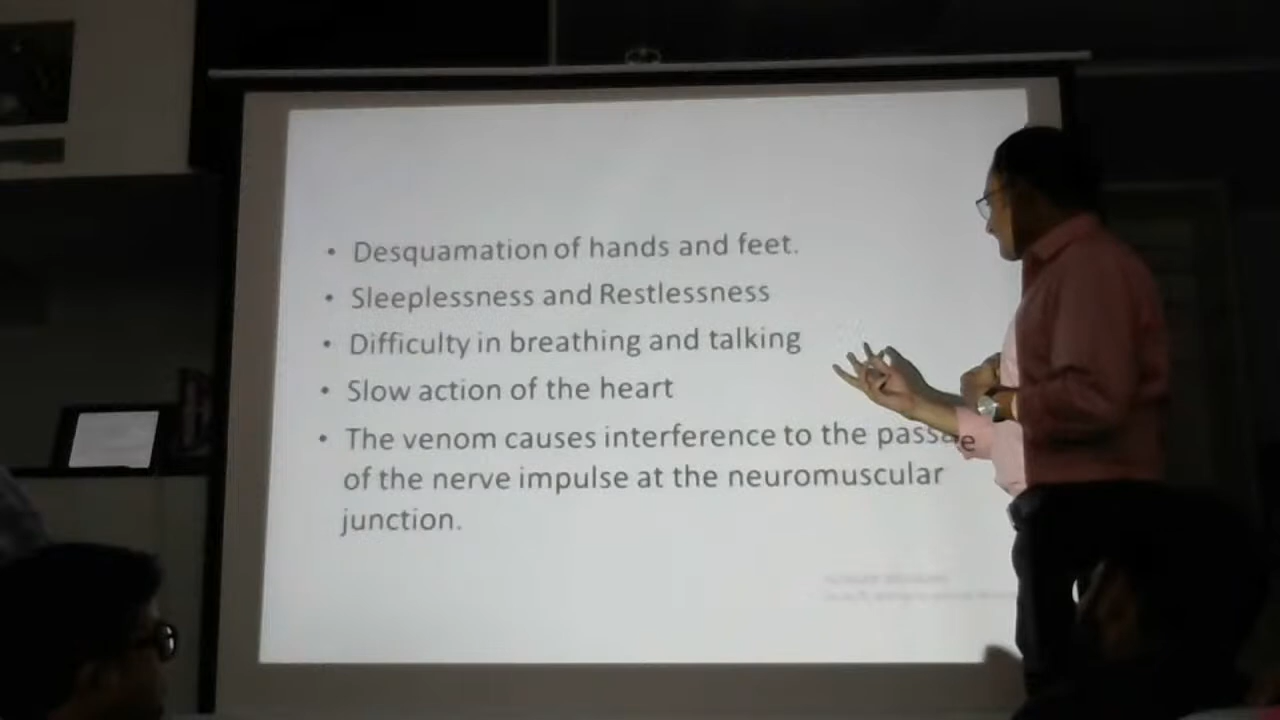 • Desquamation of hands and feet.
• Sleeplessness and Restlessness
• Difficulty in breathing and talking
• Slow action of the heart
• The venom causes interference to the
of the nerve impulse at the neuromuscular
junction.